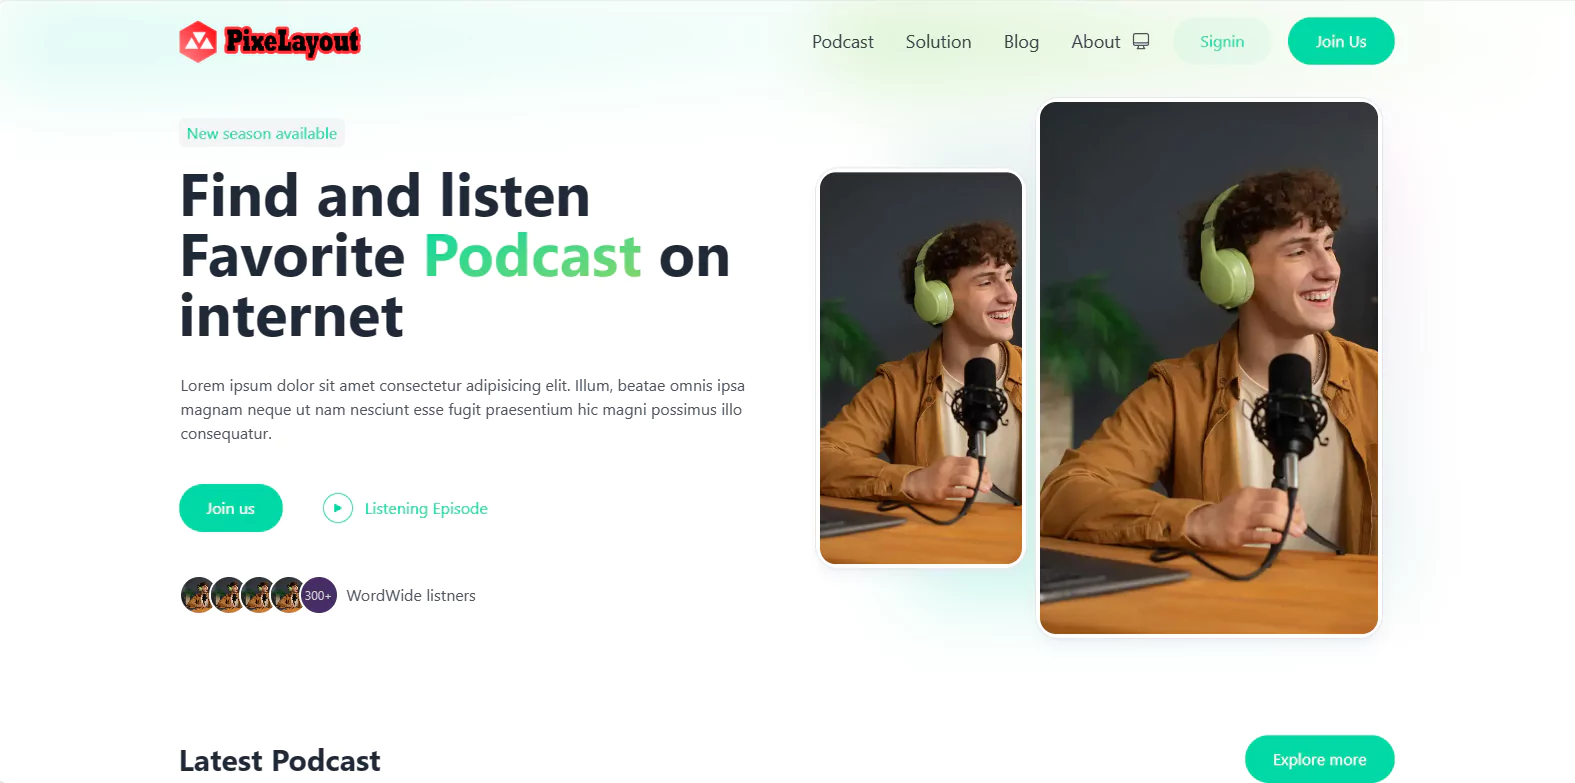 PixeLayout
Podcast
Solution
Blog
About
Signin
Join Us
New season available
Find and listen
Favorite Podcast on
internet
Lorem ipsum dolor sit amet consectetur adipisicing elit. Illum, beatae omnis ipsa
magnam neque ut nam nesciunt esse fugit praesentium hic magni possimus illo
consequatur.
Join us
Listening Episode
300+
WordWide listners
Latest Podcast
Explore more